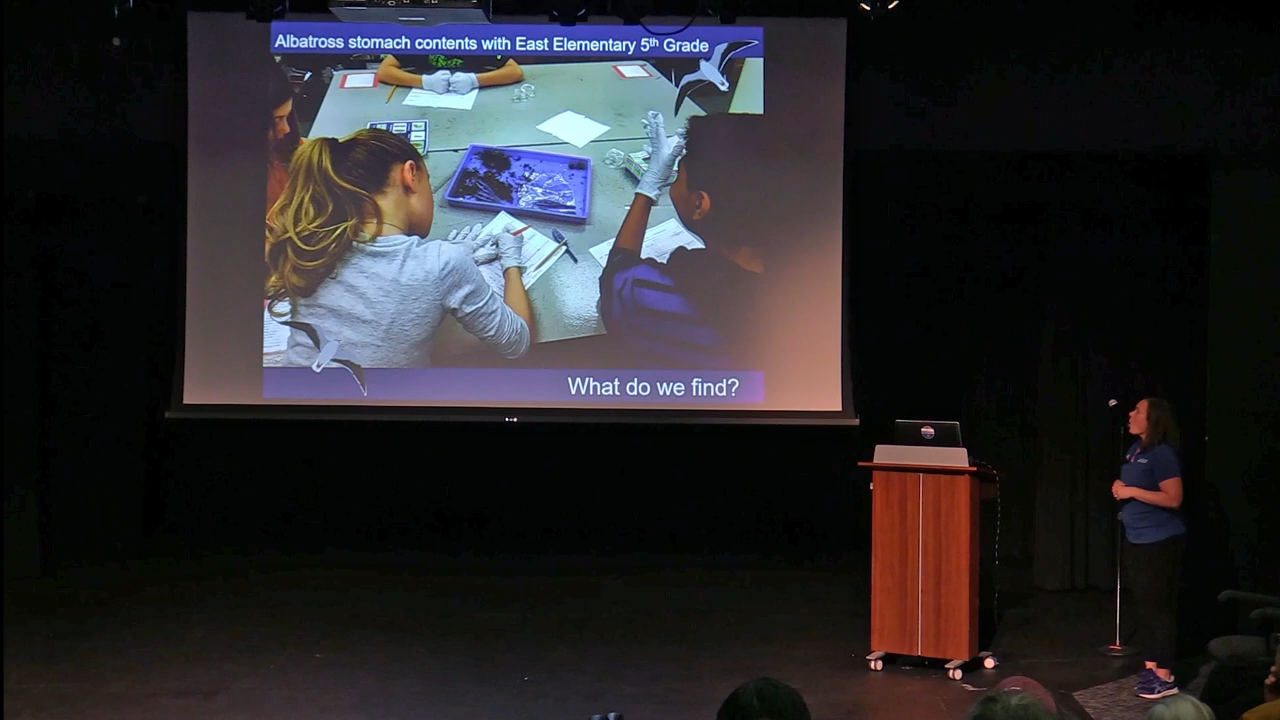 Albatross stomach contents with East Elementary 5th Grade
What do we find?